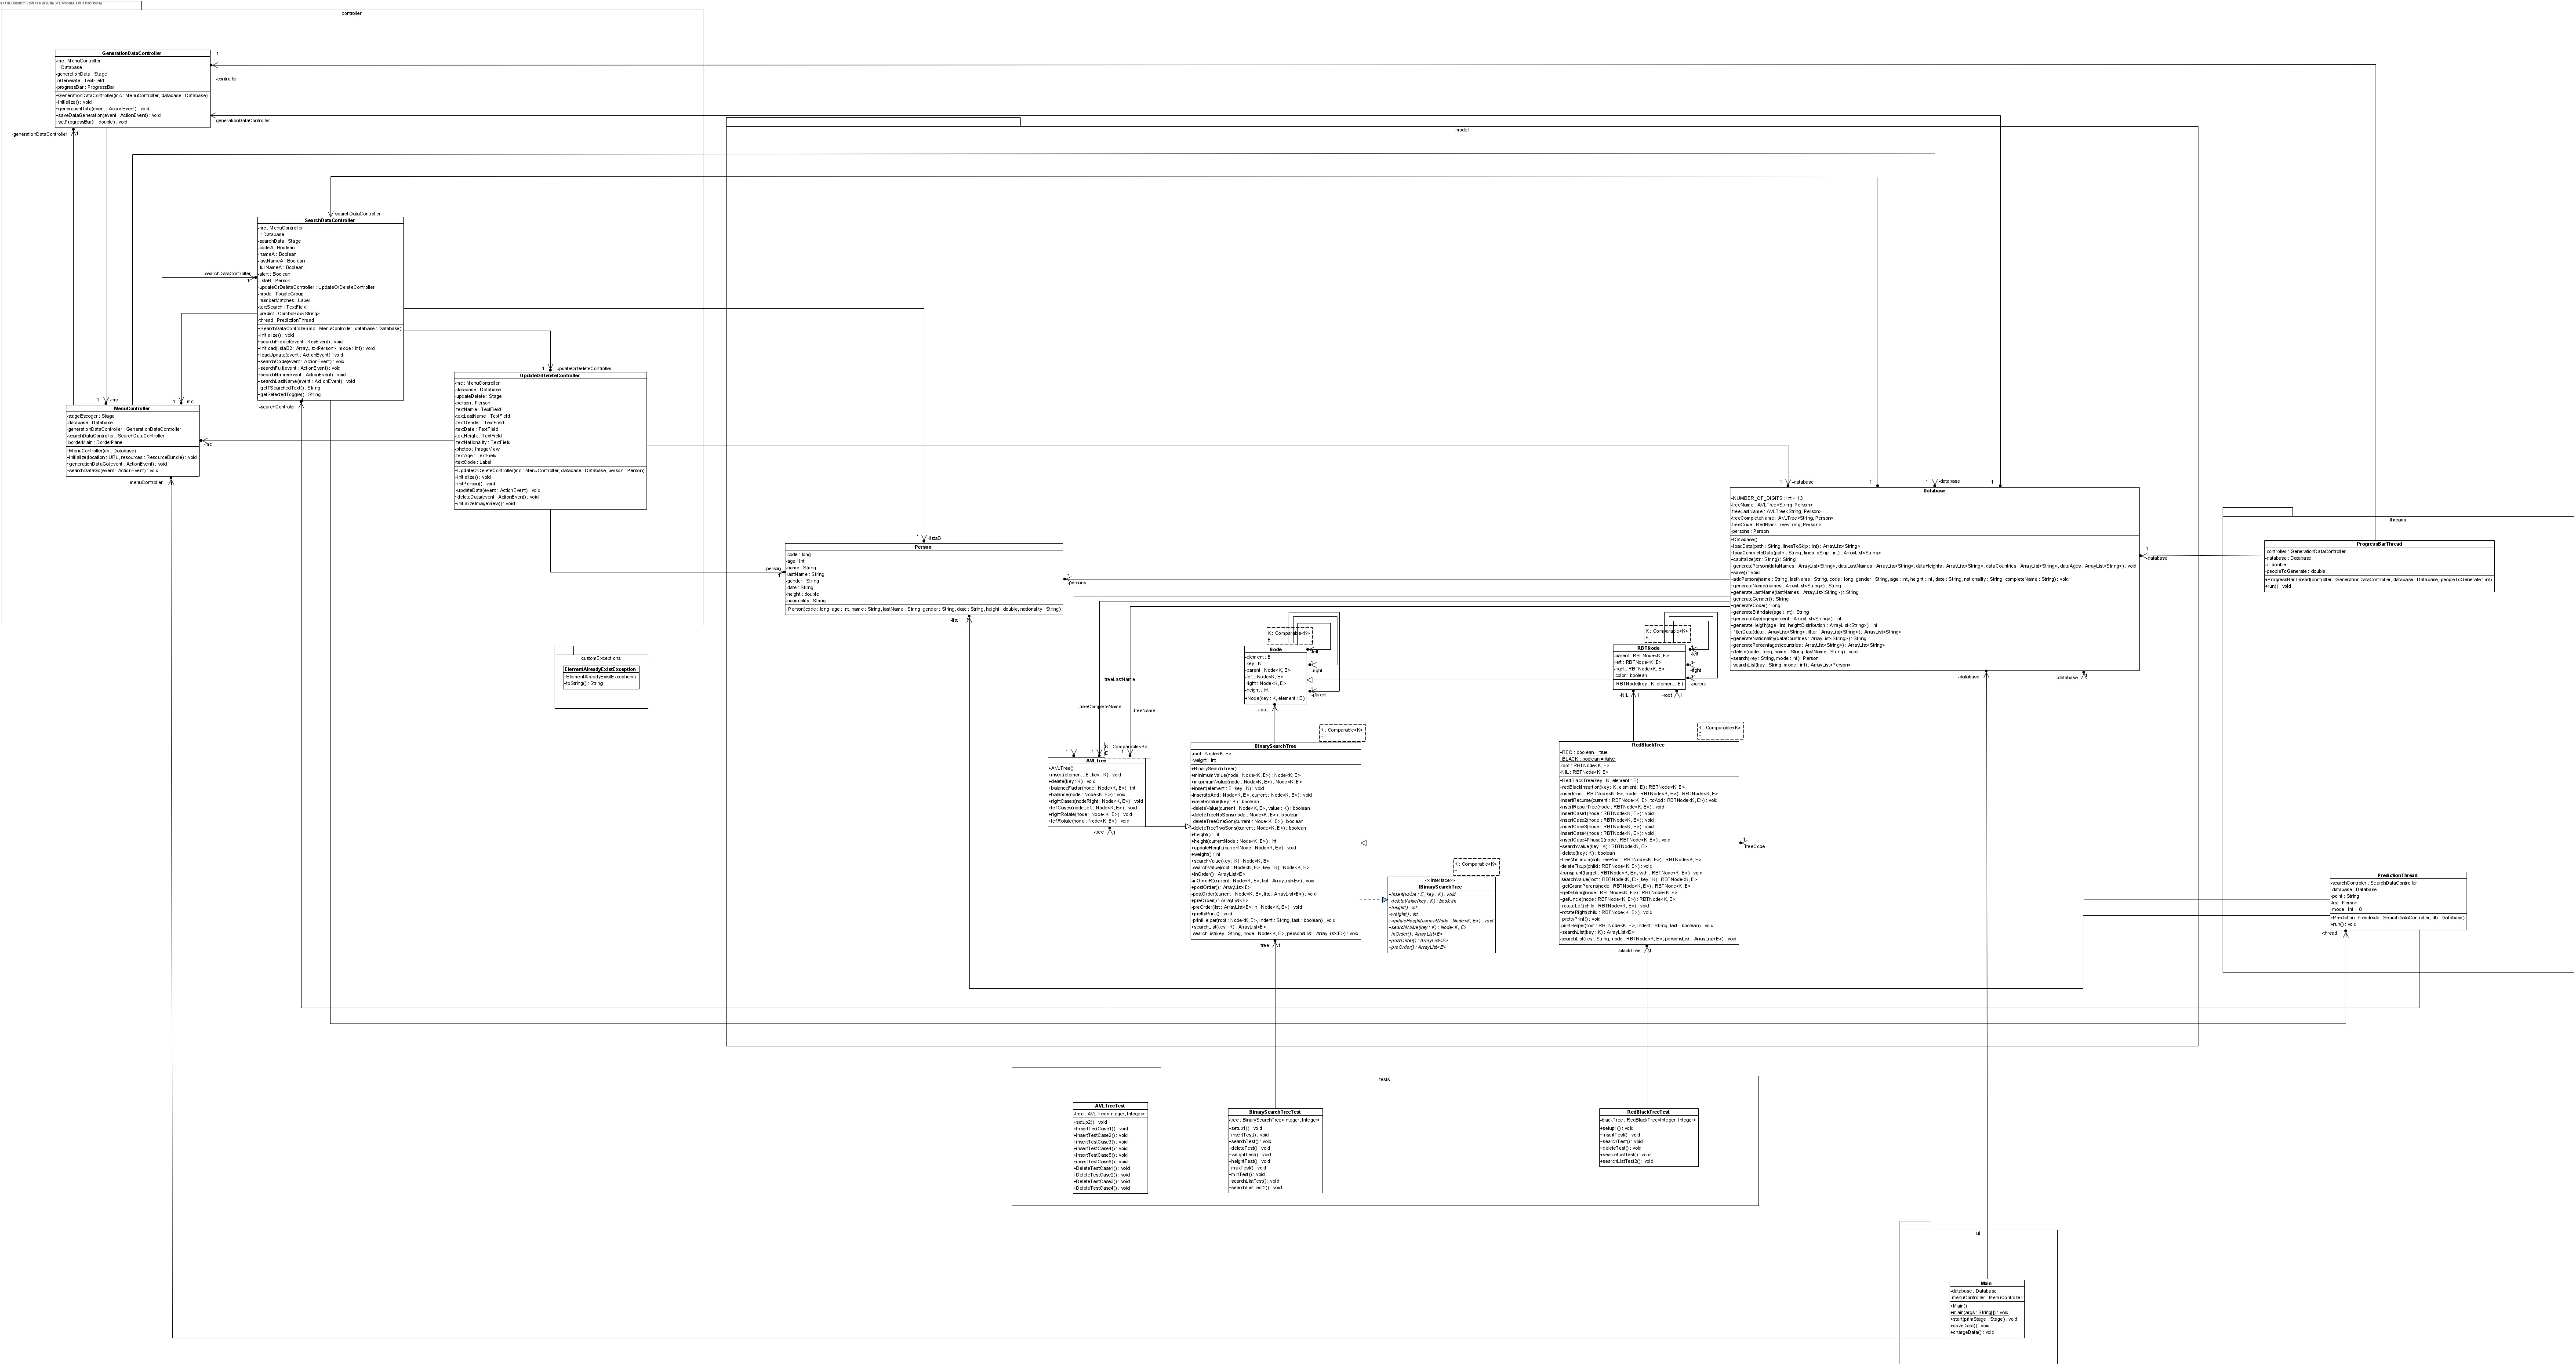 controller
GenerationDataController
-mc : MenuController
- : Database
-generationData : Stage
-nGenerate : TextField
-progressBar : ProgressBar
+GenerationDataController(mc : MenuController, database : Database)
+initialize() : void
~generationData(event : ActionEvent) : void
+saveDataGeneration(event : ActionEvent) : void
+setProgressBar(i : double) : void
1
-controller
generationDataController
-generationDataController
1
searchDataController
SearchDataController
-mc : MenuController
- : Database
-searchData : Stage
-codeA : Boolean
-nameA : Boolean
-lastNameA : Boolean
-fullNameA : Boolean
-alert : Boolean
-listaB : Person
-updateOrDeleteController : UpdateOrDeleteController
-mode : ToggleGroup
-numberMatches : Label
-textSearch : TextField
-predict : ComboBox<String>
-thread : PredictionThread
+SearchDataController(mc : MenuController, database : Database)
+initialize() : void
~searchPredict(event : KeyEvent) : void
+initload(listaB2 : ArrayList<Person>, mode : int) : void
~loadUpdate(event : ActionEvent) : void
+searchCode(event : ActionEvent) : void
+searchFull(event : ActionEvent) : void
+searchName(event : ActionEvent) : void
+searchLastName(event : ActionEvent) : void
+getTSearchedText() : String
+getSelectedToggle() : String
-searchDataController
1
-searchControler
1
-mc
1
-mc
MenuController
-stageEscoger : Stage
-database : Database
-generationDataController : GenerationDataController
-searchDataController : SearchDataController
-borderMain : BorderPane
+MenuController(db : Database)
+initialize(location : URL, resources : ResourceBundle) : void
~generationDataGo(event : ActionEvent) : void
~searchDataGo(event : ActionEvent) : void
-mc
-menuController
1
-updateOrDeleteController
UpdateOrDeleteController
-mc : MenuController
-database : Database
-updateDelete : Stage
-person : Person
-textName : TextField
-textLastName : TextField
-textGender : TextField
-textDate : TextField
-textHeight : TextField
-textNationality : TextField
-photoo : ImageView
-textAge : TextField
-textCode : Label
+UpdateOrDeleteController(mc : MenuController, database : Database, person : Person)
+initialize() : void
+initPerson() : void
~updateData(event : ActionEvent) : void
~deleteData(event : ActionEvent) : void
+initializeImageView() : void
customExceptions
ElementAlreadyExistException
+ElementAlreadyExistException()
+toString() : String
model
*
-listaB
-person
Person
-code : long
-age : int
-name : String
-lastName : String
-gender : String
-date : String
-height : double
-nationality : String
+Person(code : long, age : int, name : String, lastName : String, gender : String, date : String, height : double, nationality : String)
*
-persons
-list
1
-database
1
1
-database
1
Database
+NUMBER_OF_DIGITS : int = 13
-treeName : AVLTree<String, Person>
-treeLastName : AVLTree<String, Person>
-treeCompleteName : AVLTree<String, Person>
-treeCode : RedBlackTree<Long, Person>
-persons : Person
+Database()
+loadData(path : String, linesToSkip : int) : ArrayList<String>
+loadCompleteData(path : String, linesToSkip : int) : ArrayList<String>
+capitalize(str : String) : String
+generatePerson(dataNames : ArrayList<String>, dataLastNames : ArrayList<String>, dataHeights : ArrayList<String>, dataCountries : ArrayList<String>, dataAges : ArrayList<String>) : void
+save() : void
+addPerson(name : String, lastName : String, code : long, gender : String, age : int, height : int, date : String, nationality : String, completeName : String) : void
+generateName(names : ArrayList<String>) : String
+generateLastName(lastNames : ArrayList<String>) : String
+generateGender() : String
+generateCode() : long
+generateBirthdate(age : int) : String
+generateAge(agespercent : ArrayList<String>) : int
+generateHeigth(age : int, heightDistribution : ArrayList<String>) : int
+filterData(data : ArrayList<String>, filter : ArrayList<String>) : ArrayList<String>
+generateNationality(dataCountries : ArrayList<String>) : String
+generatePercentages(countries : ArrayList<String>) : ArrayList<String>
+delete(code : long, name : String, lastName : String) : void
+search(key : String, mode : int) : Person
+searchList(key : String, mode : int) : ArrayList<Person>
1
-database
-database
-database
-treeLastName
-treeCompleteName
-treeName
K : Comparable<K>
E
Node
-element : E
-key : K
-parent : Node<K, E>
-left : Node<K, E>
-right : Node<K, E>
-height : int
+Node(key : K, element : E)
-left
-right
-parent
-root
K : Comparable<K>
E
RBTNode
-parent : RBTNode<K, E>
-left : RBTNode<K, E>
-right : RBTNode<K, E>
-color : boolean
+RBTNode(key : K, element : E)
-left
-right
-parent
-NIL
1
-root
1
K : Comparable<K>
E
1
1
1
AVLTree
+AVLTree()
+insert(element : E, key : K) : void
+delete(key : K) : void
+balanceFactor(node : Node<K, E>) : int
+balance(node : Node<K, E>) : void
+rightCases(nodeRight : Node<K, E>) : void
+leftCases(nodeLeft : Node<K, E>) : void
+rightRotate(node : Node<K, E>) : void
+leftRotate(node : Node<K, E>) : void
-tree
1
K : Comparable<K>
E
BinarySearchTree
-root : Node<K, E>
-weight : int
+BinarySearchTree()
+minimumValue(node : Node<K, E>) : Node<K, E>
+maximumValue(node : Node<K, E>) : Node<K, E>
+insert(element : E, key : K) : void
-insert(toAdd : Node<K, E>, current : Node<K, E>) : void
+deleteValue(key : K) : boolean
-deleteValue(current : Node<K, E>, value : K) : boolean
-deleteTreeNoSons(node : Node<K, E>) : boolean
-deleteTreeOneSon(current : Node<K, E>) : boolean
-deleteTreeTwoSons(current : Node<K, E>) : boolean
+height() : int
+height(currentNode : Node<K, E>) : int
+updateHeight(currentNode : Node<K, E>) : void
+weight() : int
+searchValue(key : K) : Node<K, E>
-searchValue(root : Node<K, E>, key : K) : Node<K, E>
+inOrder() : ArrayList<E>
-inOrderR(current : Node<K, E>, list : ArrayList<E>) : void
+postOrder() : ArrayList<E>
-postOrder(current : Node<K, E>, list : ArrayList<E>) : void
+preOrder() : ArrayList<E>
-preOrder(list : ArrayList<E>, n : Node<K, E>) : void
+prettyPrint() : void
-printHelper(root : Node<K, E>, indent : String, last : boolean) : void
+searchList(key : K) : ArrayList<E>
-searchList(key : String, node : Node<K, E>, personsList : ArrayList<E>) : void
-tree
1
K : Comparable<K>
E
<<Interface>>
IBinarySearchTree
+insert(value : E, key : K) : void
+deleteValue(key : K) : boolean
+height() : int
+weight() : int
+updateHeight(currentNode : Node<K, E>) : void
+searchValue(key : K) : Node<K, E>
+inOrder() : ArrayList<E>
+postOrder() : ArrayList<E>
+preOrder() : ArrayList<E>
K : Comparable<K>
E
RedBlackTree
+RED : boolean = true
+BLACK : boolean = false
-root : RBTNode<K, E>
-NIL : RBTNode<K, E>
+RedBlackTree(key : K, element : E)
+redBlackInsertion(key : K, element : E) : RBTNode<K, E>
-insert(root : RBTNode<K, E>, node : RBTNode<K, E>) : RBTNode<K, E>
-insertRecurse(current : RBTNode<K, E>, toAdd : RBTNode<K, E>) : void
-insertRepairTree(node : RBTNode<K, E>) : void
-insertCase1(node : RBTNode<K, E>) : void
-insertCase2(node : RBTNode<K, E>) : void
-insertCase3(node : RBTNode<K, E>) : void
-insertCase4(node : RBTNode<K, E>) : void
-insertCase4Phase2(node : RBTNode<K, E>) : void
+searchValue(key : K) : RBTNode<K, E>
+delete(key : K) : boolean
+treeMinimum(subTreeRoot : RBTNode<K, E>) : RBTNode<K, E>
-deleteFixup(child : RBTNode<K, E>) : void
-transplant(target : RBTNode<K, E>, with : RBTNode<K, E>) : void
-searchValue(root : RBTNode<K, E>, key : K) : RBTNode<K, E>
+getGrandParent(node : RBTNode<K, E>) : RBTNode<K, E>
+getSibling(node : RBTNode<K, E>) : RBTNode<K, E>
+getUncle(node : RBTNode<K, E>) : RBTNode<K, E>
-rotateLeft(child : RBTNode<K, E>) : void
-rotateRight(child : RBTNode<K, E>) : void
+prettyPrint() : void
-printHelper(root : RBTNode<K, E>, indent : String, last : boolean) : void
+searchList(key : K) : ArrayList<E>
-searchList(key : String, node : RBTNode<K, E>, personsList : ArrayList<E>) : void
-treeCode
-blackTree
threads
ProgressBarThread
-controller : GenerationDataController
-database : Database
-i : double
-peopleToGenerate : double
+ProgressBarThread(controller : GenerationDataController, database : Database, peopleToGenerate : int)
+run() : void
PredictionThread
-searchControler : SearchDataController
-database : Database
-point : String
-list : Person
-mode : int = 0
+PredictionThread(sdc : SearchDataController, db : Database)
+run() : void
-thread
tests
AVLTreeTest
-tree : AVLTree<Integer, Integer>
+setup2() : void
+InsertTestCase1() : void
+InsertTestCase2() : void
+InsertTestCase3() : void
+InsertTestCase4() : void
+InsertTestCase5() : void
+InsertTestCase6() : void
+DeleteTestCase1() : void
+DeleteTestCase2() : void
+DeleteTestCase3() : void
+DeleteTestCase4() : void
BinarySearchTreeTest
-tree : BinarySearchTree<Integer, Integer>
+setup1() : void
+insertTest() : void
+searchTest() : void
+deleteTest() : void
+weightTest() : void
+heightTest() : void
+maxTest() : void
+minTest() : void
+searchListTest() : void
+searchListTest2() : void
RedBlackTreeTest
-blackTree : RedBlackTree<Integer, Integer>
+setup1() : void
~insertTest() : void
~searchTest() : void
~deleteTest() : void
+searchListTest() : void
+searchListTest2() : void
ui
Main
-database : Database
-menuController : MenuController
+Main()
+main(args : String[]) : void
+start(primStage : Stage) : void
+saveData() : void
+chargeData() : void